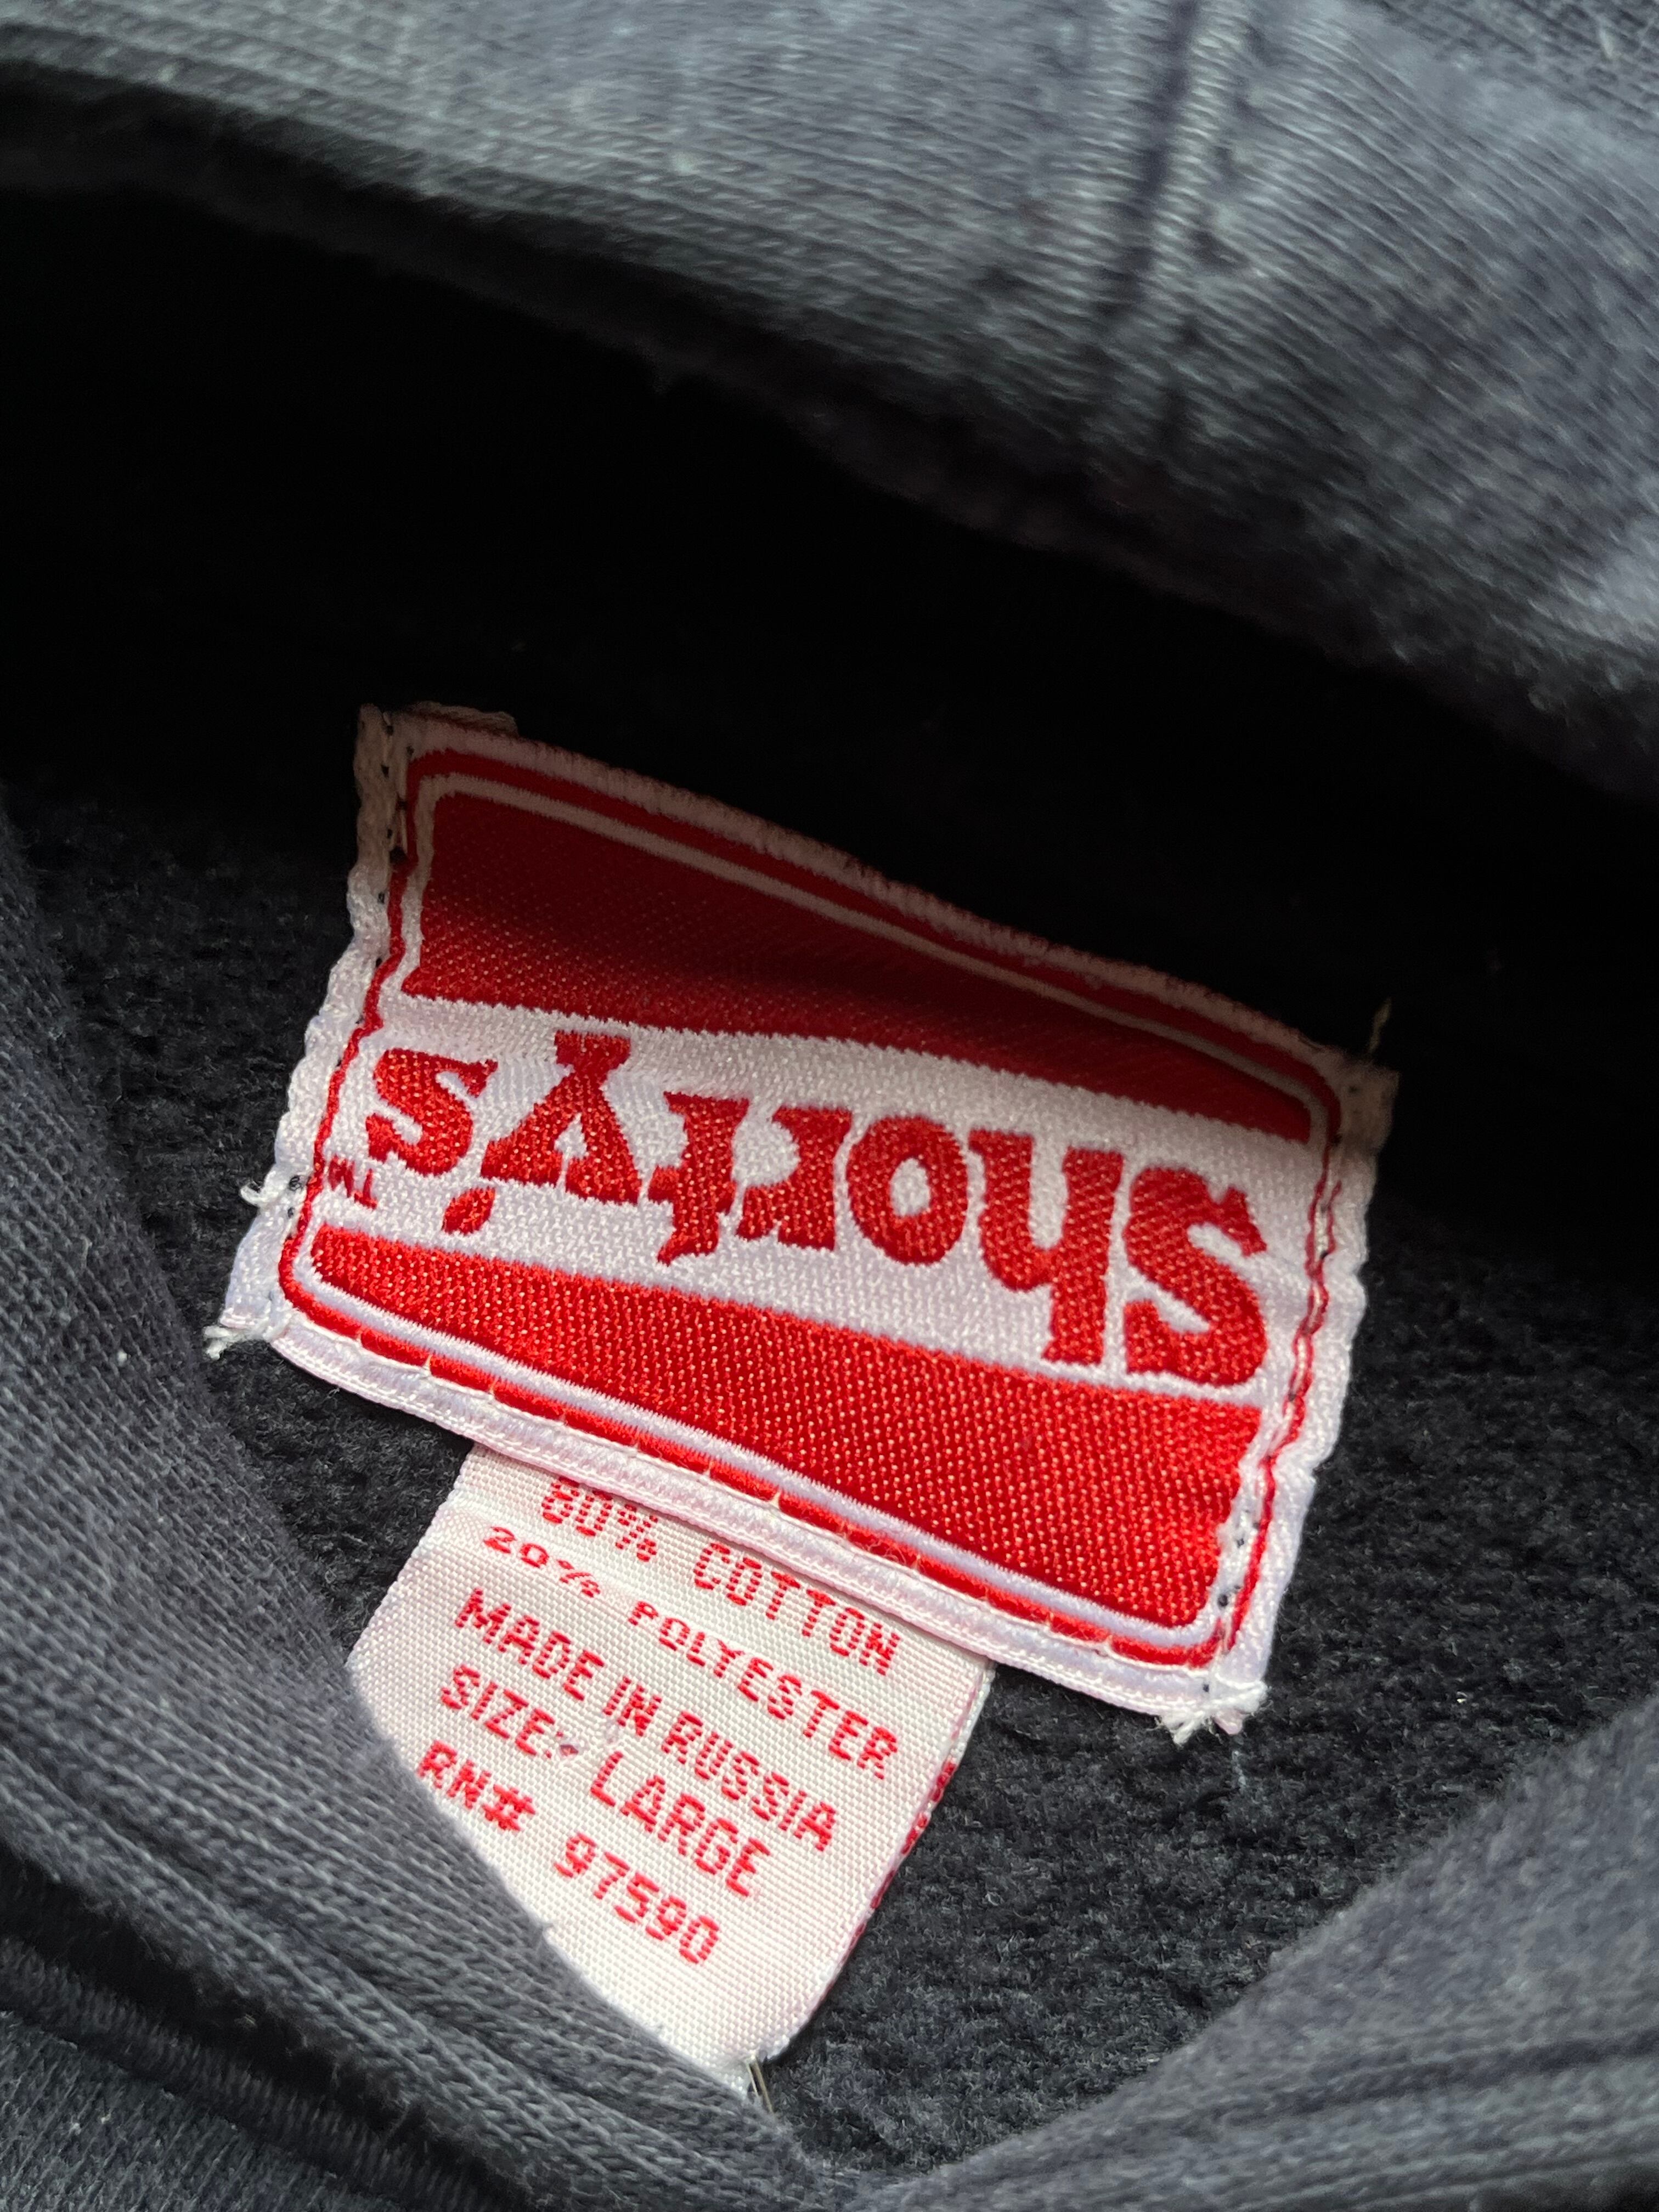 Shorty's
TM
80% COTTON
20% POLYESTER
MADE IN RUSSIA
SIZE: LARGE
RN# 97590